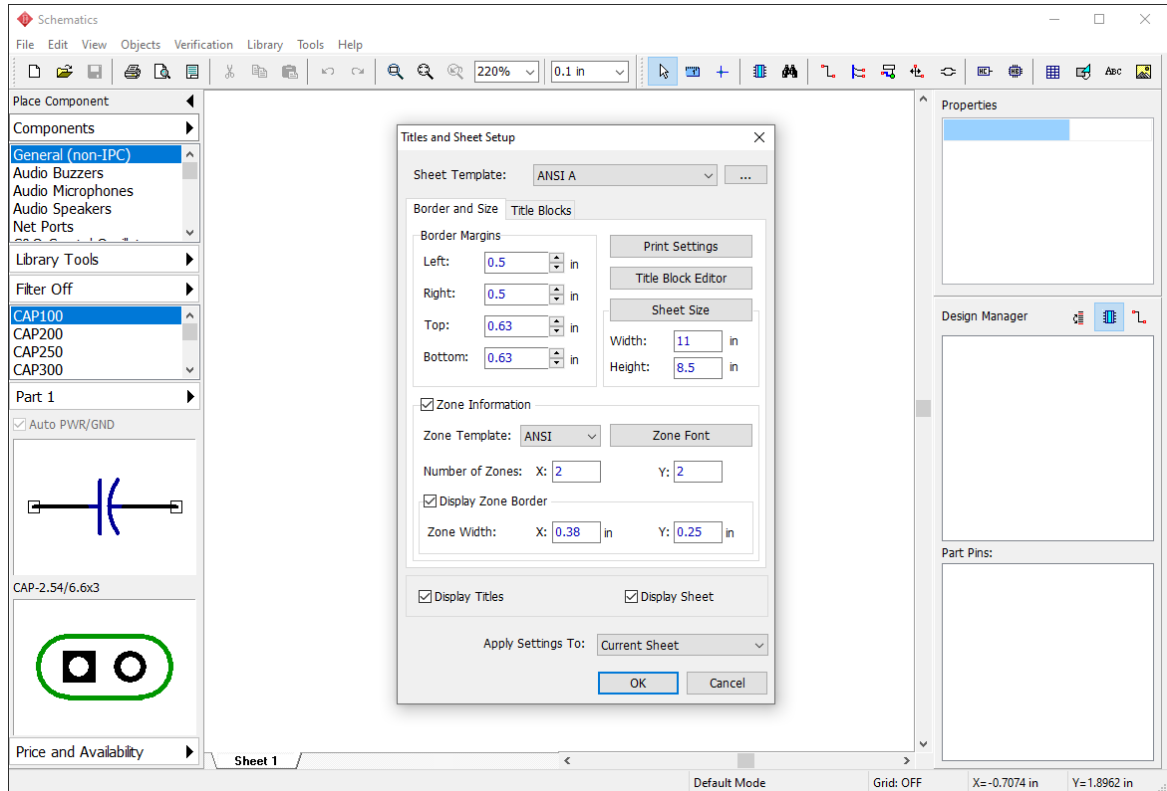 Schematics
File Edit View Objects Verification Library Tools Help
220% 0.1 in ABC
Place Component
Components
General (non-IPC)
Audio Buzzers
Audio Microphones
Audio Speakers
Net Ports
Library Tools
Filter Off
CAP100
CAP200
CAP250
CAP300
Part 1
Auto PWR/GND
CAP-2.54/6.6x3
Price and Availability
Titles and Sheet Setup
Sheet Template: ANSI A ...
Border and Size Title Blocks
Border Margins
Left: 0.5 in
Right: 0.5 in
Top: 0.63 in
Bottom: 0.63 in
Print Settings
Title Block Editor
Sheet Size
Width: 11 in
Height: 8.5 in
Zone Information
Zone Template: ANSI Zone Font
Number of Zones: X: 2 Y: 2
Display Zone Border
Zone Width: X: 0.38 in Y: 0.25 in
Display Titles Display Sheet
Apply Settings To: Current Sheet
OK Cancel
Properties
Design Manager
Part Pins:
Sheet 1
Default Mode Grid: OFF X=-0.7074 in Y=1.8962 in